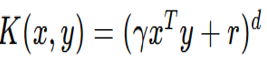 K(x, y) = (γx^T y + r)^d